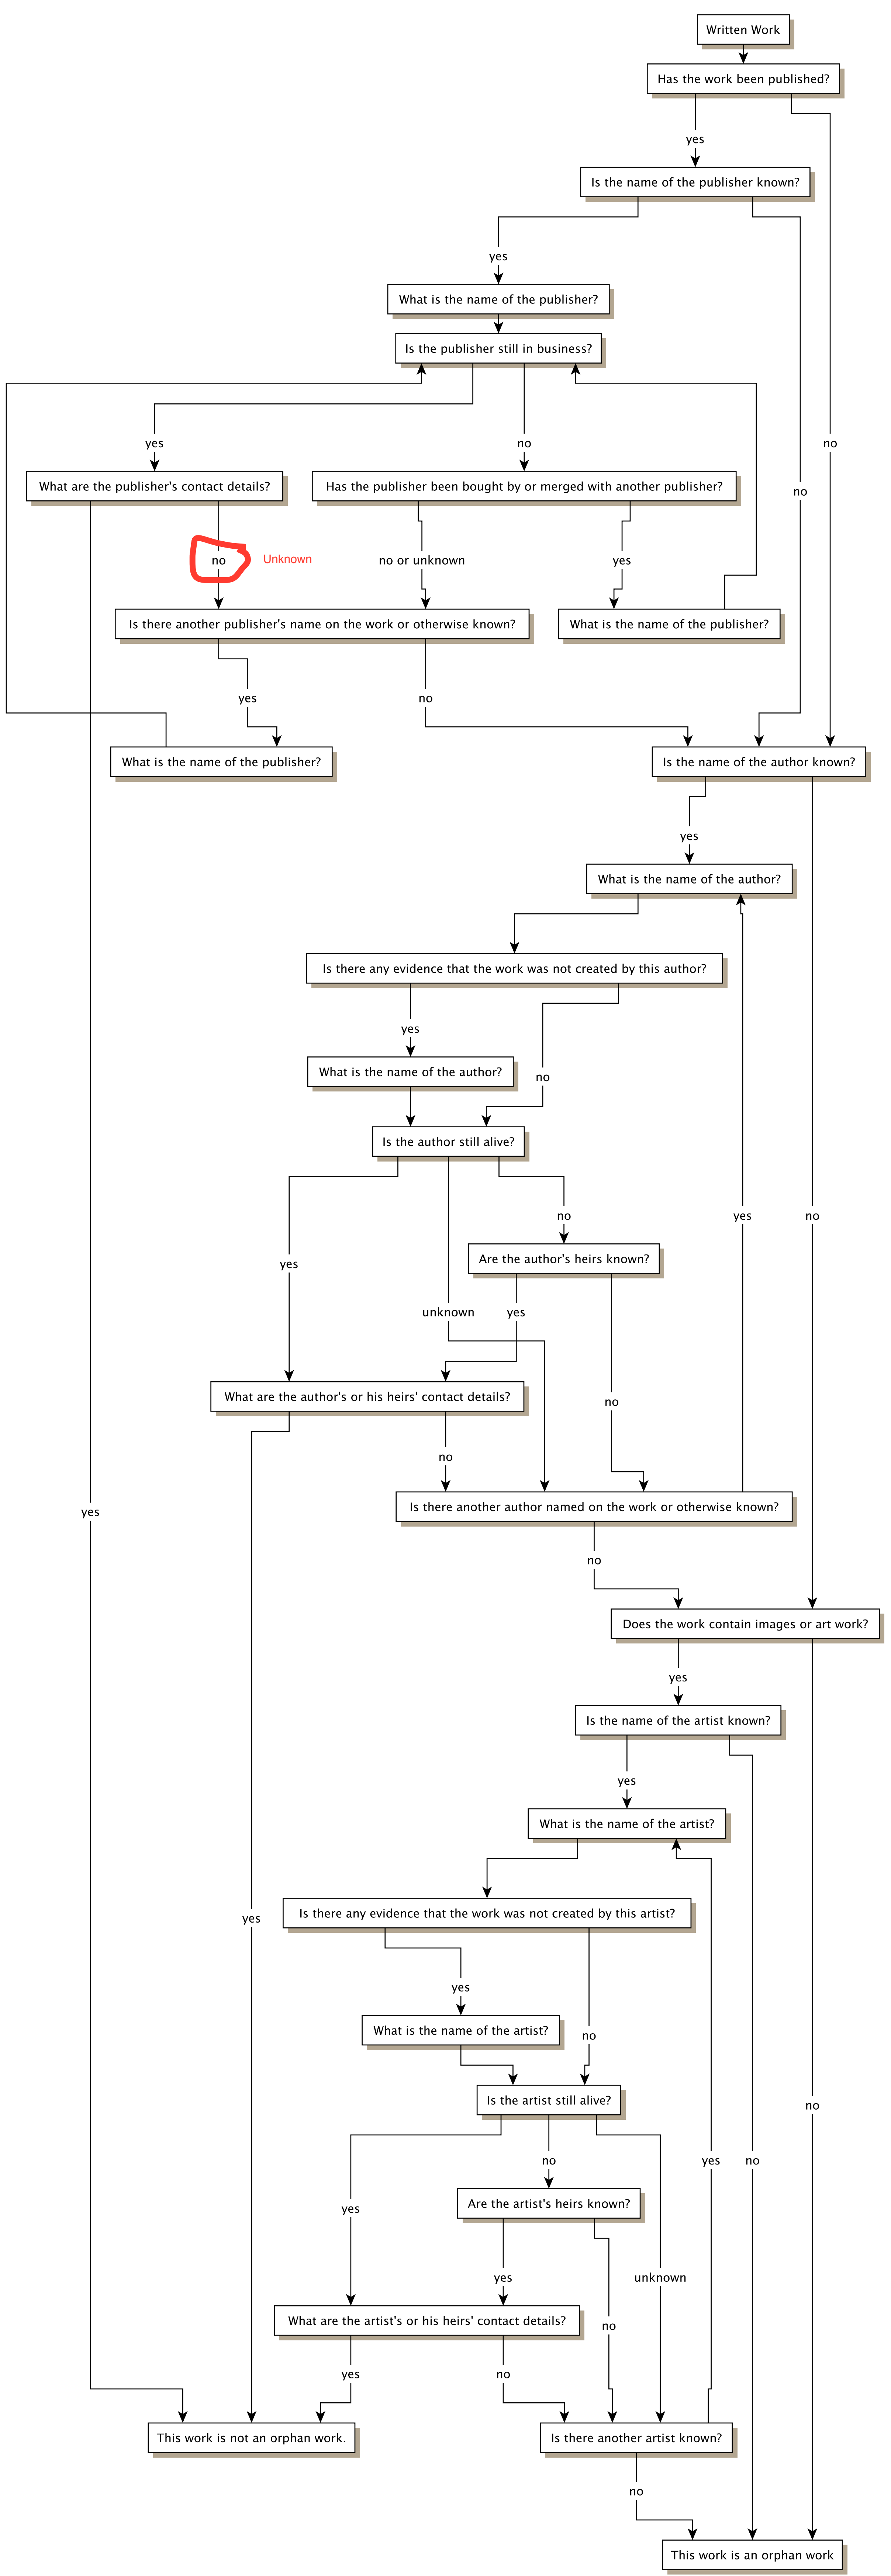 Written Work
Has the work been published?
yes
Is the name of the publisher known?
yes
What is the name of the publisher?
Is the publisher still in business?
yes
no
no
What are the publisher's contact details?
Has the publisher been bought by or merged with another publisher?
no
no
Unknown
no or unknown
yes
Is there another publisher's name on the work or otherwise known?
What is the name of the publisher?
yes
no
What is the name of the publisher?
Is the name of the author known?
yes
What is the name of the author?
Is there any evidence that the work was not created by this author?
yes
What is the name of the author?
no
Is the author still alive?
no
yes
no
Are the author's heirs known?
yes
unknown
yes
What are the author's or his heirs' contact details?
no
no
Is there another author named on the work or otherwise known?
yes
no
Does the work contain images or art work?
yes
Is the name of the artist known?
yes
What is the name of the artist?
Is there any evidence that the work was not created by this artist?
yes
yes
What is the name of the artist?
no
Is the artist still alive?
no
no
yes
no
Are the artist's heirs known?
yes
yes
unknown
What are the artist's or his heirs' contact details?
no
yes
no
This work is not an orphan work.
Is there another artist known?
no
This work is an orphan work